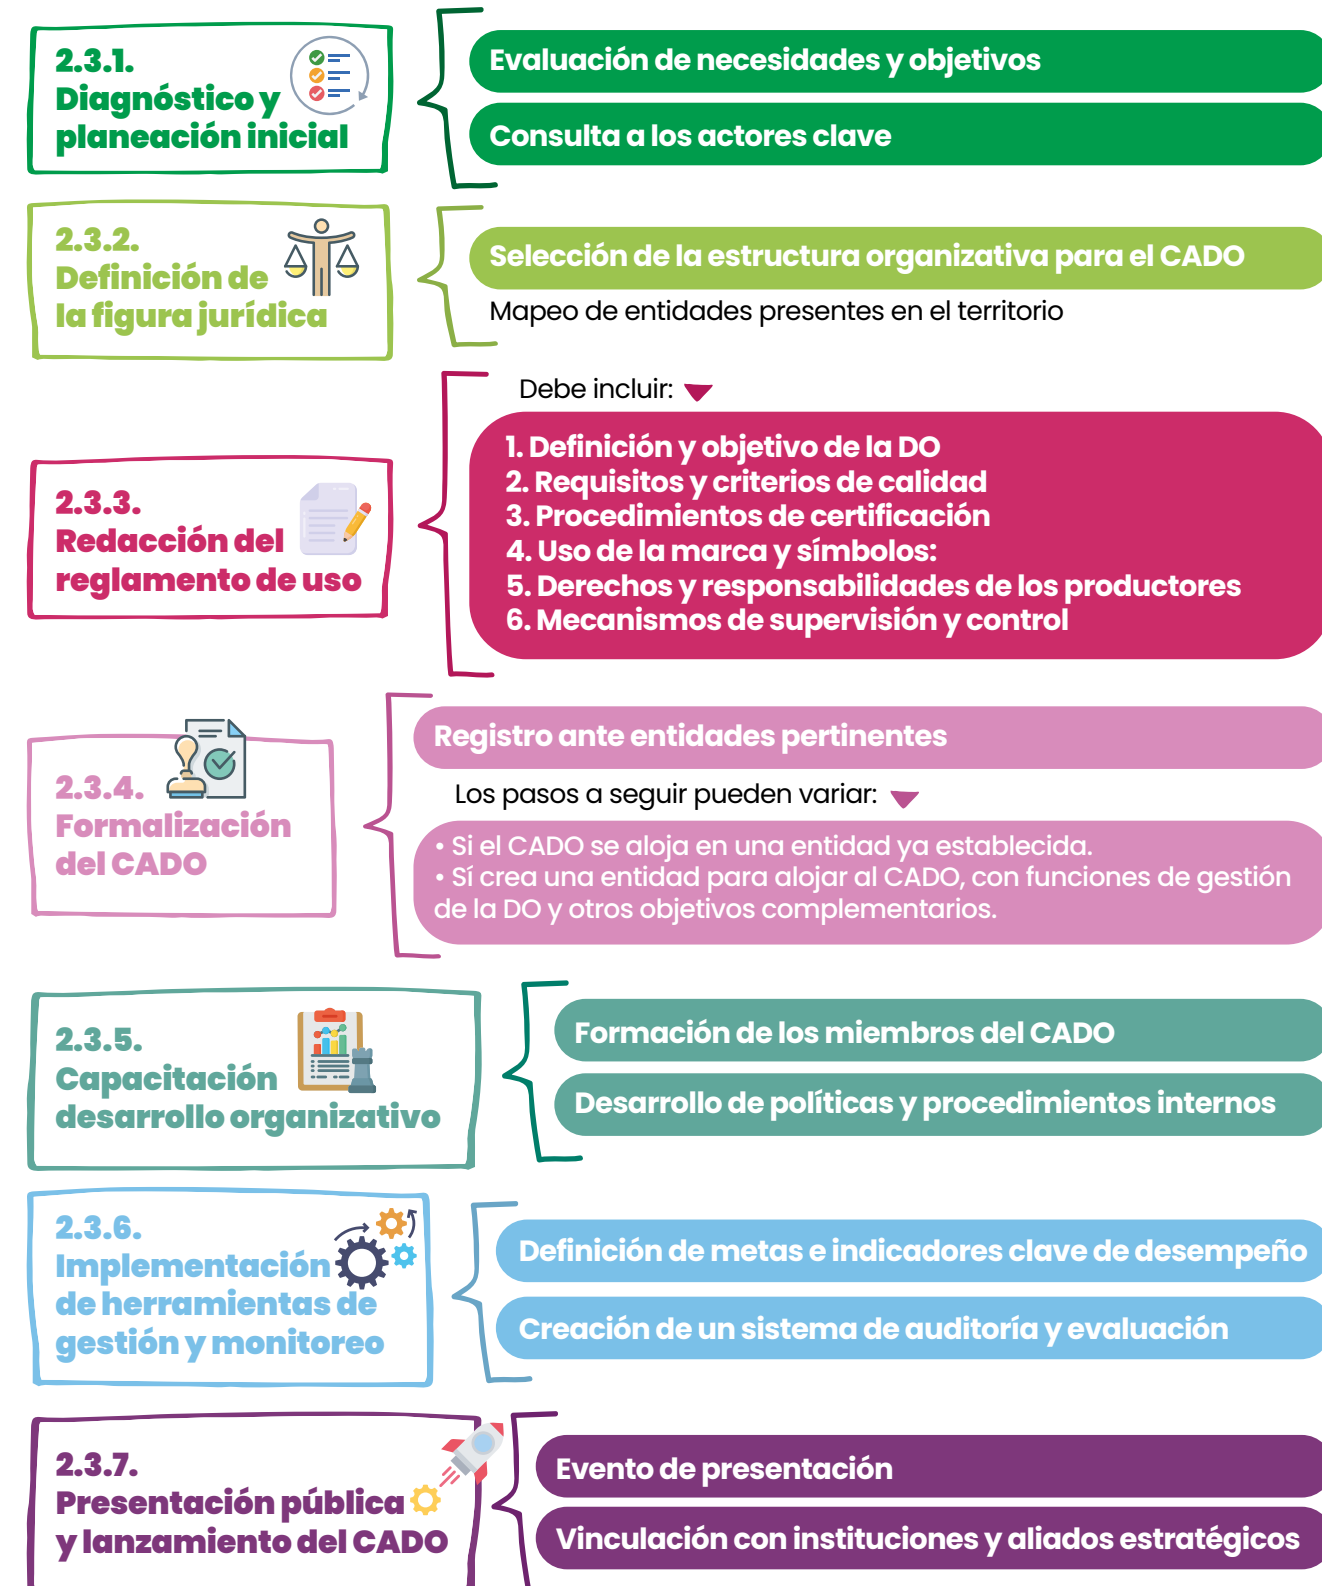 2.3.1.
Diagnóstico y
planeación inicial
Evaluación de necesidades y objetivos
Consulta a los actores clave
2.3.2.
Definición de
la figura jurídica
Selección de la estructura organizativa para el CADO
Mapeo de entidades presentes en el territorio
2.3.3.
Redacción del
reglamento de uso
Debe incluir:
1. Definición y objetivo de la DO
2. Requisitos y criterios de calidad
3. Procedimientos de certificación
4. Uso de la marca y símbolos:
5. Derechos y responsabilidades de los productores
6. Mecanismos de supervisión y control
2.3.4.
Formalización
del CADO
Registro ante entidades pertinentes
Los pasos a seguir pueden variar:
• Si el CADO se aloja en una entidad ya establecida.
• Sí crea una entidad para alojar al CADO, con funciones de gestión
de la DO y otros objetivos complementarios.
2.3.5.
Capacitación
desarrollo organizativo
Formación de los miembros del CADO
Desarrollo de políticas y procedimientos internos
2.3.6.
Implementación
de herramientas de
gestión y monitoreo
Definición de metas e indicadores clave de desempeño
Creación de un sistema de auditoría y evaluación
2.3.7.
Presentación pública
y lanzamiento del CADO
Evento de presentación
Vinculación con instituciones y aliados estratégicos